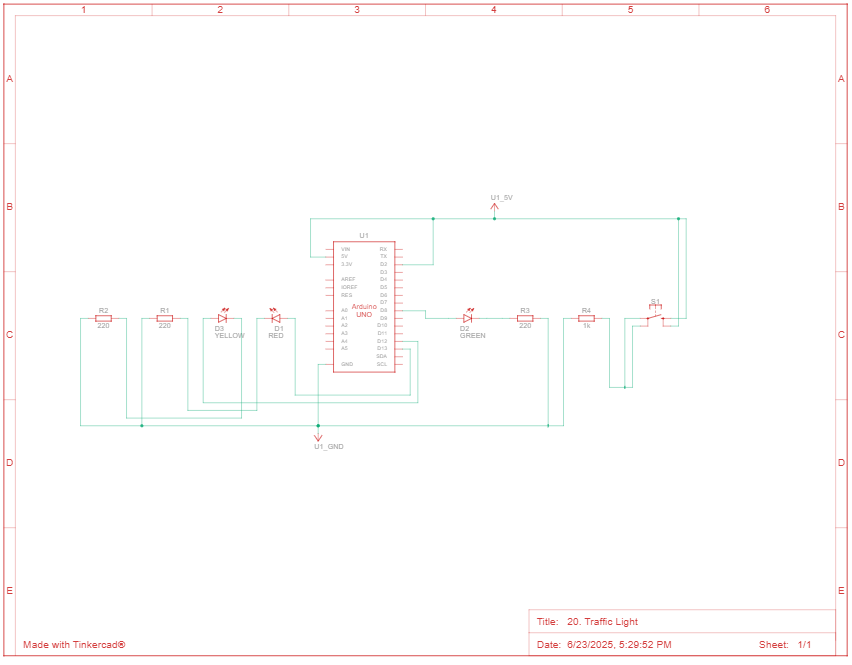 1 2 3 4 5 6
A A
B B
U1_5V
U1
VIN RX
5V TX
3.3V D2
D3
AREF D4
IOREF D5
RES D6
D7
A0 D8
A1 D9
A2 D10
A3 D11
A4 D12
A5 D13
SDA
GND SCL
Arduino
UNO
C C
R2
220
R1
220
D3
YELLOW
D1
RED
D2
GREEN
R3
220
R4
1k
S1
U1_GND
D D
E E
Title: 20. Traffic Light
Made with Tinkercad®
Date: 6/23/2025, 5:29:52 PM Sheet: 1/1